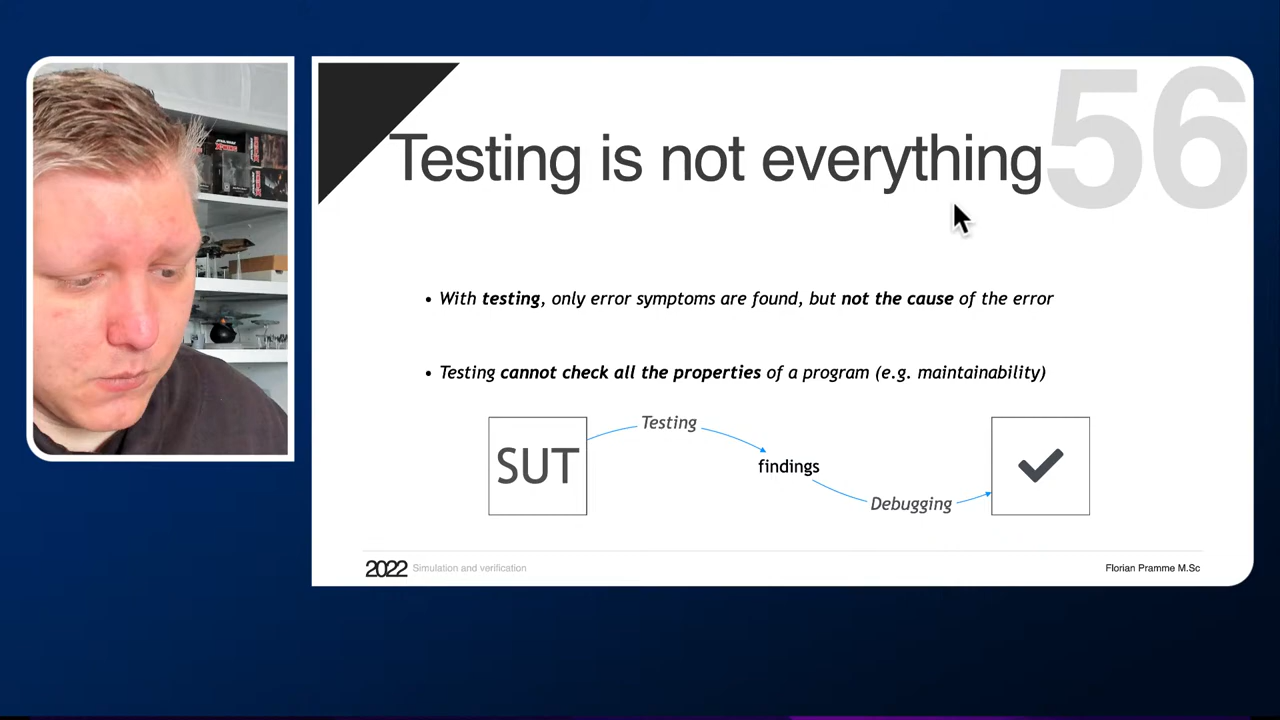 56
Testing is not everything
• With testing, only error symptoms are found, but not the cause of the error
• Testing cannot check all the properties of a program (e.g. maintainability)
SUT
Testing
findings
Debugging
2022 Simulation and verification
Florian Pramme M.Sc